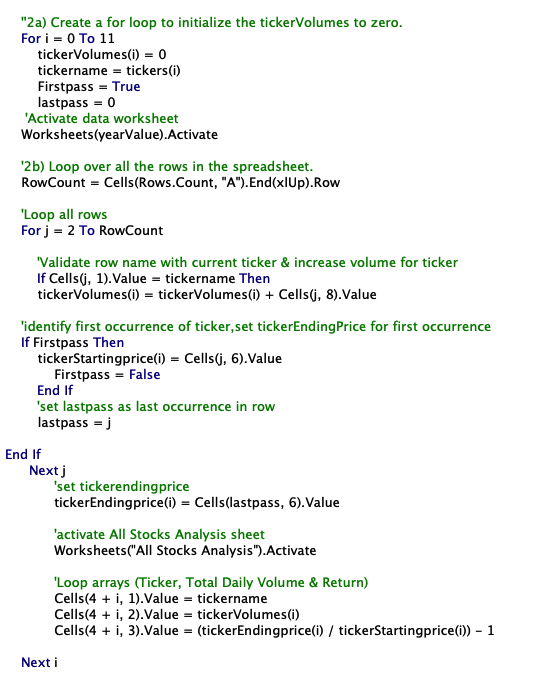 "2a) Create a for loop to initialize the tickerVolumes to zero.
For i = 0 To 11
tickerVolumes(i) = 0
tickername = tickers(i)
Firstpass = True
lastpass = 0
'Activate data worksheet
Worksheets(yearValue).Activate
'2b) Loop over all the rows in the spreadsheet.
RowCount = Cells(Rows.Count, "A").End(xlUp).Row
'Loop all rows
For j = 2 To RowCount
'Validate row name with current ticker & increase volume for ticker
If Cells(j, 1).Value = tickername Then
tickerVolumes(i) = tickerVolumes(i) + Cells(j, 8).Value
'identify first occurrence of ticker,set tickerEndingPrice for first occurrence
If Firstpass Then
tickerStartingprice(i) = Cells(j, 6).Value
Firstpass = False
End If
'set lastpass as last occurrence in row
lastpass = j
End If
Next j
'set tickerendingprice
tickerEndingprice(i) = Cells(lastpass, 6).Value
'activate All Stocks Analysis sheet
Worksheets("All Stocks Analysis").Activate
'Loop arrays (Ticker, Total Daily Volume & Return)
Cells(4 + i, 1).Value = tickername
Cells(4 + i, 2).Value = tickerVolumes(i)
Cells(4 + i, 3).Value = (tickerEndingprice(i) / tickerStartingprice(i)) - 1
Next i